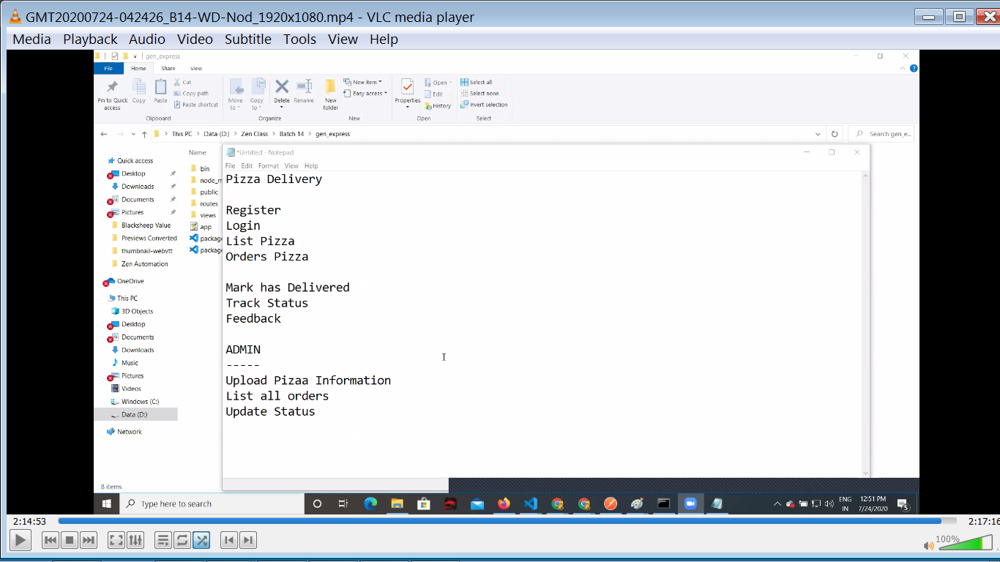 GMT20200724-042426_B14-WD-Nod_1920x1080.mp4 - VLC media player
Media Playback Audio Video Subtitle Tools View Help
gen_express
File Home Share View
Pin to Quick access
Copy
Paste
Cut
Copy path
Paste shortcut
Clipboard
Move to
Copy to
Delete
Rename
Organize
New folder
New item
Easy access
New
Properties
Open
Edit
History
Open
Select all
Select none
Invert selection
Select
This PC > Data (D:) > Zen Class > Batch 14 > gen_express
Search gen_e...
Quick access
Desktop
Downloads
Documents
Pictures
Blacksheep Value
Previews Converted
thumbnail-webvtt
Zen Automation
OneDrive
This PC
3D Objects
Desktop
Documents
Downloads
Music
Pictures
Videos
Windows (C:)
Data (D:)
Network
8 items
Name
bin
node_m
public
routes
views
app
package
package
*Untitled - Notepad
File Edit Format View Help
Pizza Delivery
Register
Login
List Pizza
Orders Pizza
Mark has Delivered
Track Status
Feedback
ADMIN
-----
Upload Pizaa Information
List all orders
Update Status
Type here to search
ENG
IN
12:51 PM
7/24/2020
5
2:14:53
2:17:16
100%